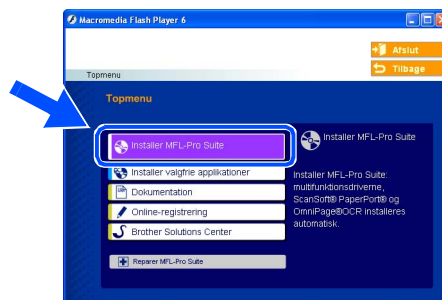 Macromedia Flash Player 6
Afslut
Tilbage
Topmenu
Topmenu
Installer MFL-Pro Suite
Installer valgfrie applikationer
Dokumentation
Online-registrering
Brother Solutions Center
Reparer MFL-Pro Suite
Installer MFL-Pro Suite
Installer MFL-Pro Suite:
multifunktionsdriverne,
ScanSoft® PaperPort® og
OmniPage®OCR installeres
automatisk.